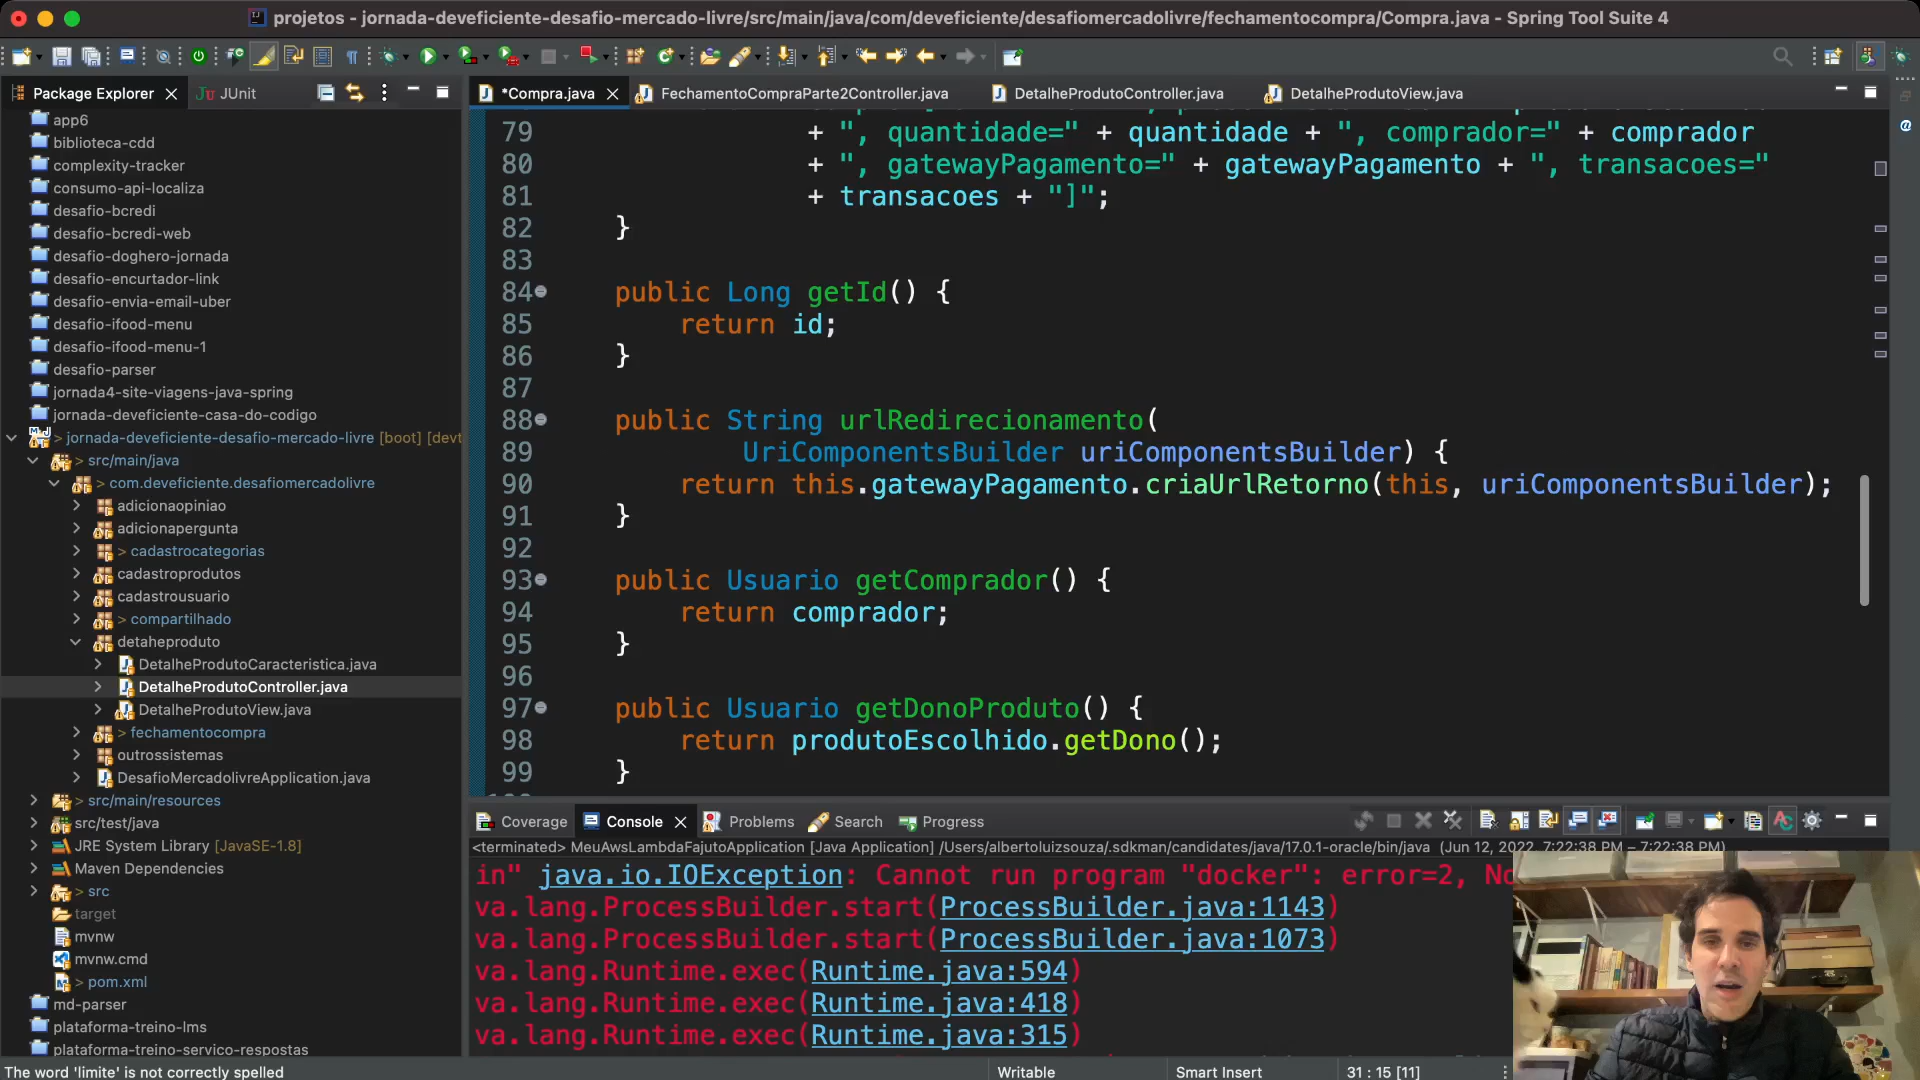 projetos - jornada-deveficiente-desafio-mercado-livre/src/main/java/com/deveficiente/desafiomercadolivre/fechamentocompra/Compra.java - Spring Tool Suite 4
Package Explorer
JUnit
app6
biblioteca-cdd
complexity-tracker
consumo-api-localiza
desafio-bcredi
desafio-bcredi-web
desafio-doghero-jornada
desafio-encurtador-link
desafio-envia-email-uber
desafio-ifood-menu
desafio-ifood-menu-1
desafio-parser
jornada4-site-viagens-java-spring
jornada-deveficiente-casa-do-codigo
> jornada-deveficiente-desafio-mercado-livre [boot] [devt
> src/main/java
> com.deveficiente.desafiomercadolivre
adicionaopiniao
adicionapergunta
> cadastrocategorias
cadastroprodutos
cadastrousuario
> compartilhado
detaheproduto
DetalheProdutoCaracteristica.java
DetalheProdutoController.java
DetalheProdutoView.java
> fechamentocompra
outrossistemas
DesafioMercadolivreApplication.java
> src/main/resources
src/test/java
JRE System Library [JavaSE-1.8]
Maven Dependencies
> src
target
mvnw
mvnw.cmd
> pom.xml
md-parser
plataforma-treino-lms
plataforma-treino-servico-respostas
*Compra.java
FechamentoCompraParte2Controller.java
DetalheProdutoController.java
DetalheProdutoView.java
79 + ", quantidade=" + quantidade + ", comprador=" + comprador
80 + ", gatewayPagamento=" + gatewayPagamento + ", transacoes="
81 + transacoes + "]";
82 }
83
84 public Long getId() {
85 return id;
86 }
87
88 public String urlRedirecionamento(
89 UriComponentsBuilder uriComponentsBuilder) {
90 return this.gatewayPagamento.criaUrlRetorno(this, uriComponentsBuilder);
91 }
92
93 public Usuario getComprador() {
94 return comprador;
95 }
96
97 public Usuario getDonoProduto() {
98 return produtoEscolhido.getDono();
99 }
Coverage
Console
Problems
Search
Progress
<terminated> MeuAwsLambdaFajutoApplication [Java Application] /Users/albertoluizsouza/.sdkman/candidates/java/17.0.1-oracle/bin/java (Jun 12, 2022, 7:22:38 PM – 7:22:38 PM)
in" java.io.IOException: Cannot run program "docker": error=2, No
va.lang.ProcessBuilder.start(ProcessBuilder.java:1143)
va.lang.ProcessBuilder.start(ProcessBuilder.java:1073)
va.lang.Runtime.exec(Runtime.java:594)
va.lang.Runtime.exec(Runtime.java:418)
va.lang.Runtime.exec(Runtime.java:315)
The word 'limite' is not correctly spelled
Writable
Smart Insert
31 : 15 [11]